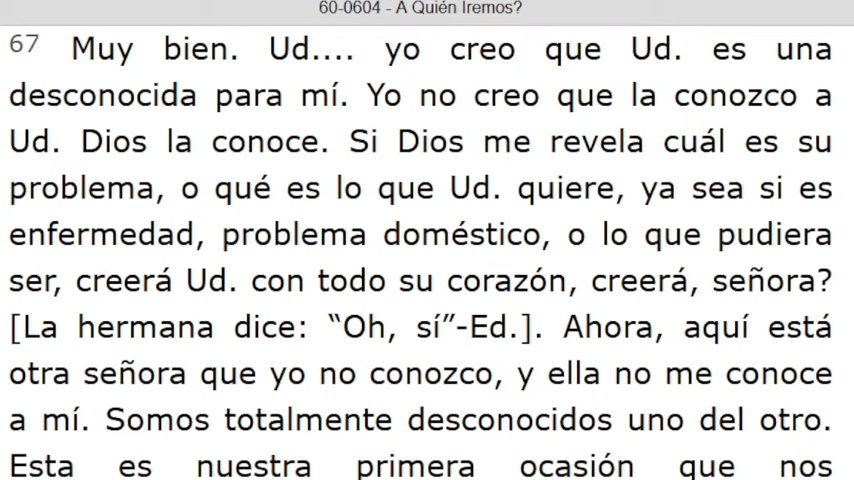 60-0604 - A Quién Iremos?
67 Muy bien. Ud.... yo creo que Ud. es una
desconocida para mí. Yo no creo que la conozco a
Ud. Dios la conoce. Si Dios me revela cuál es su
problema, o qué es lo que Ud. quiere, ya sea si es
enfermedad, problema doméstico, o lo que pudiera
ser, creerá Ud. con todo su corazón, creerá, señora?
[La hermana dice: “Oh, sí”-Ed.]. Ahora, aquí está
otra señora que yo no conozco, y ella no me conoce
a mí. Somos totalmente desconocidos uno del otro.
Esta es nuestra primera ocasión que nos